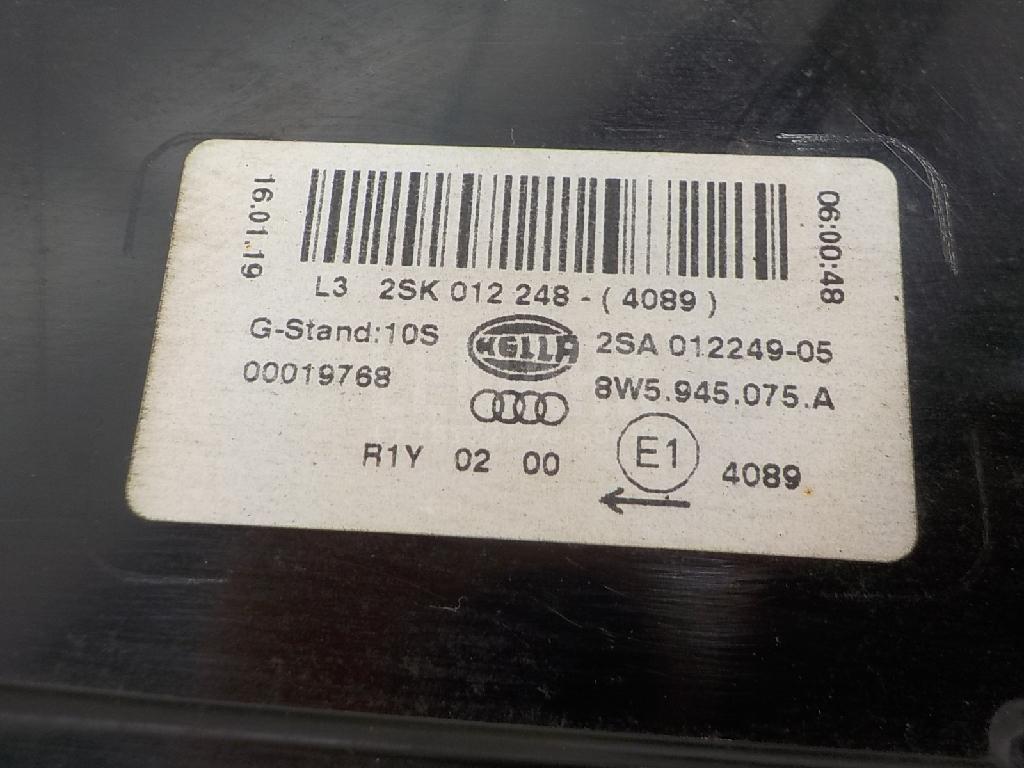 16.01.19
06:00:48
L3 2SK 012 248 - ( 4089 )
G-Stand:10S HELLA 2SA 012249-05
00019768 8W5.945.075.A
R1Y 02 00 E1 4089